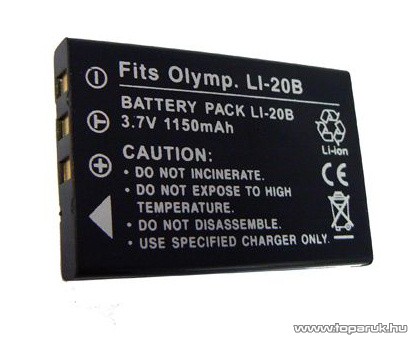 Fits Olymp. LI-20B
BATTERY PACK LI-20B
3.7V 1150mAh
Li-ion
CAUTION:
• DO NOT INCINERATE.
• DO NOT EXPOSE TO HIGH
TEMPERATURE.
• DO NOT DISASSEMBLE.
• USE SPECIFIED CHARGER ONLY.
CE
www.toparuk.hu